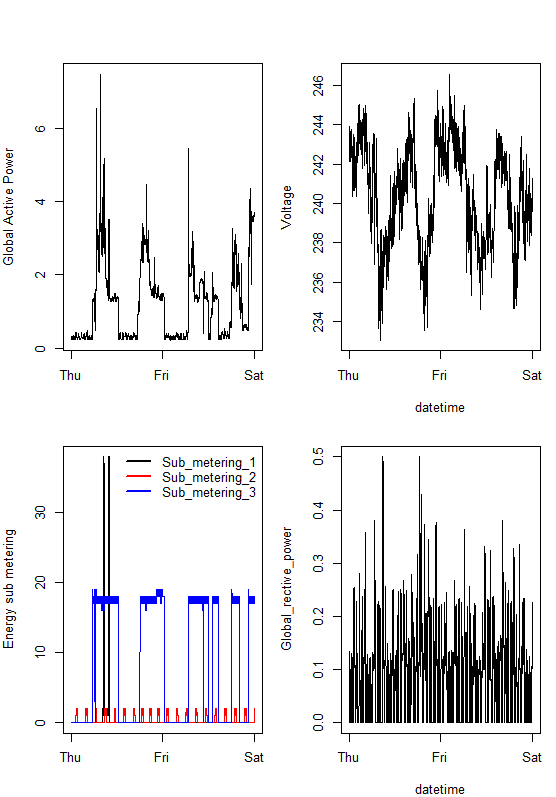 Global Active Power
0 2 4 6
Thu Fri Sat
Voltage
234 236 238 240 242 244 246
Thu Fri Sat
datetime
Energy sub metering
0 10 20 30
Sub_metering_1
Sub_metering_2
Sub_metering_3
Thu Fri Sat
Global_rective_power
0.0 0.1 0.2 0.3 0.4 0.5
Thu Fri Sat
datetime